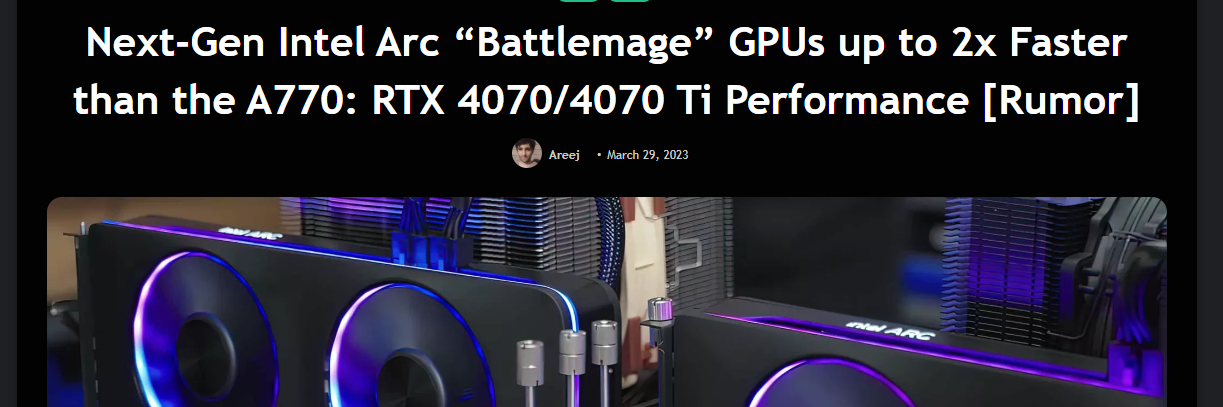 Next-Gen Intel Arc “Battlemage” GPUs up to 2x Faster
than the A770: RTX 4070/4070 Ti Performance [Rumor]
Areej • March 29, 2023
intel ARC
intel ARC